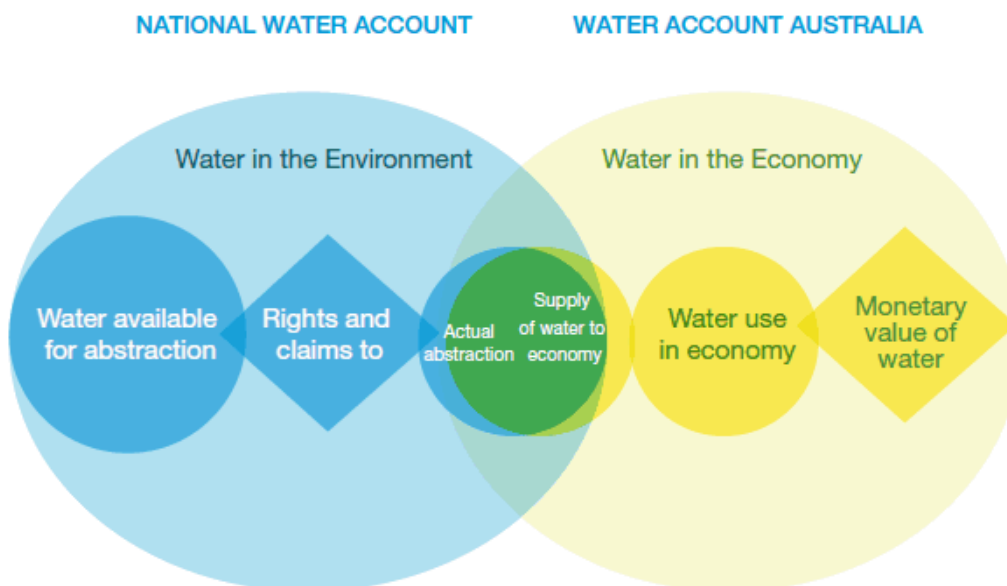 NATIONAL WATER ACCOUNT
WATER ACCOUNT AUSTRALIA
Water in the Environment
Water in the Economy
Water available
for abstraction
Rights and
claims to
Actual
abstraction
Supply
of water to
economy
Water use
in economy
Monetary
value of
water